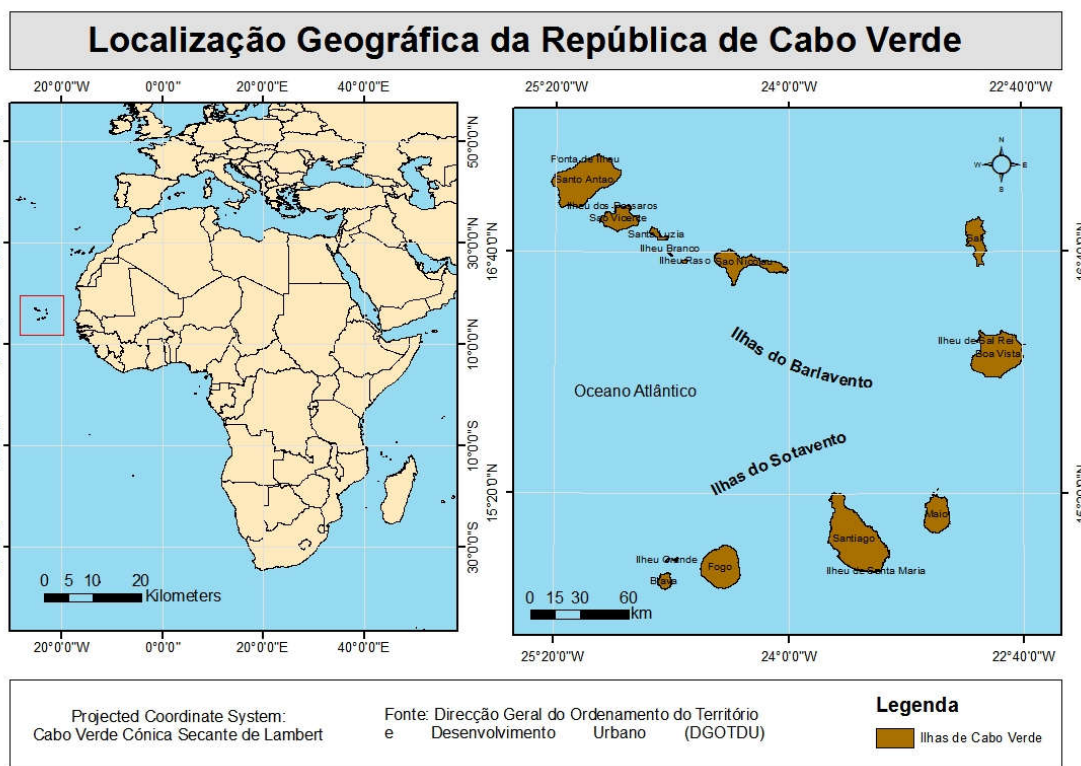 Localização Geográfica da República de Cabo Verde
20°0'0"W 0°0'0" 20°0'0"E 40°0'0"E
50°0'0"N
30°0'0"N
10°0'0"N
10°0'0"S
30°0'0"S
0 5 10 20
Kilometers
20°0'0"W 0°0'0" 20°0'0"E 40°0'0"E
25°20'0"W 24°0'0"W 22°40'0"W
16°40'0"N
15°20'0"N
N
W E
S
Santo Antao
Ilheu dos Passaros
Sao Vicente
Santa Luzia
Ilheu Branco
Ilheu Raso
Sao Nicolau
Sal
Ilheu de Sal Rei
Boa Vista
Ilhas do Barlavento
Oceano Atlântico
Ilhas do Sotavento
Maio
Santiago
Ilheu de Santa Maria
Ilheu Grande
Fogo
Brava
0 15 30 60
km
16°40'0"N
15°20'0"N
25°20'0"W 24°0'0"W 22°40'0"W
Projected Coordinate System:
Cabo Verde Cónica Secante de Lambert
Fonte: Direcção Geral do Ordenamento do Território
e Desenvolvimento Urbano (DGOTDU)
Legenda
Ilhas de Cabo Verde